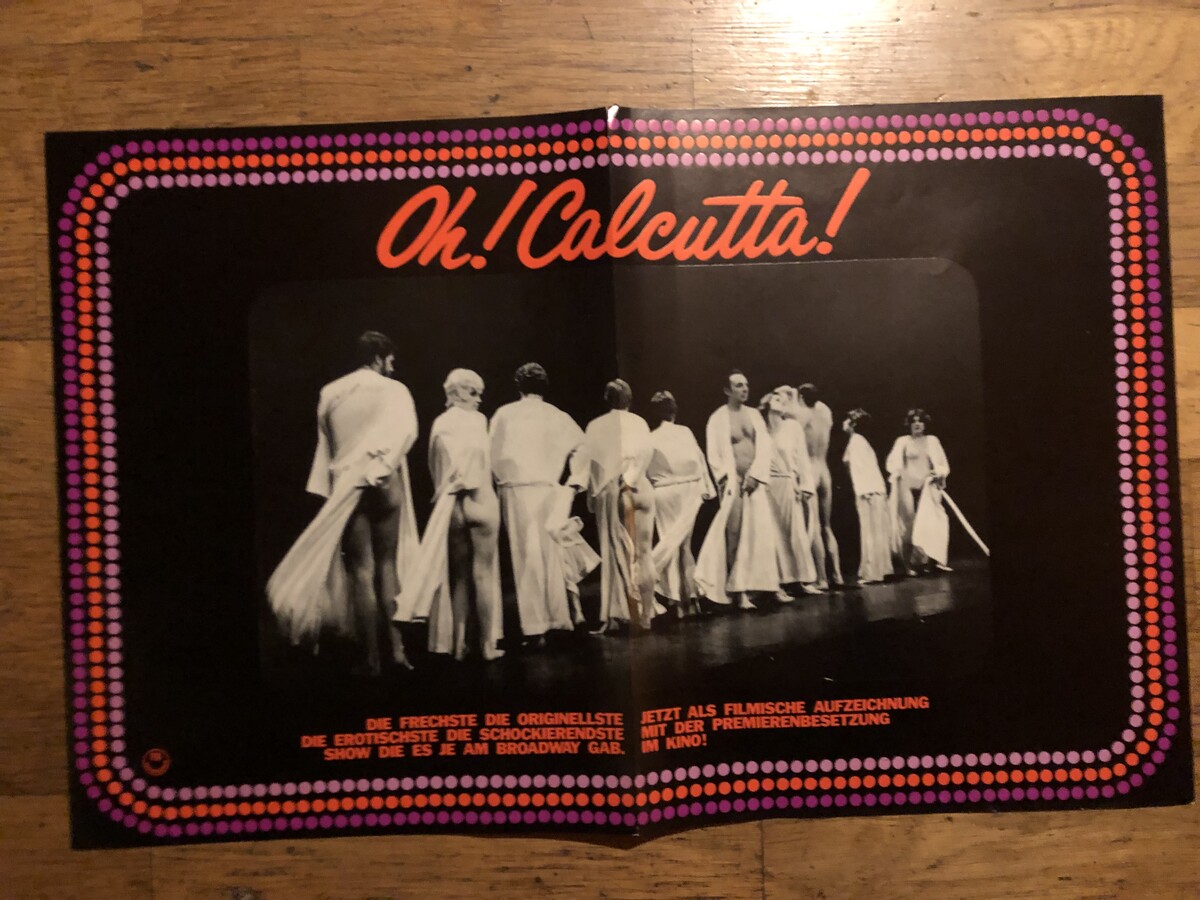 Oh! Calcutta!
DIE FRECHSTE DIE ORIGINELLSTE
DIE EROTISCHSTE DIE SCHOCKIERENDSTE
SHOW DIE ES JE AM BROADWAY GAB.
JETZT ALS FILMISCHE AUFZEICHNUNG
MIT DER PREMIERENBESETZUNG
IM KINO!